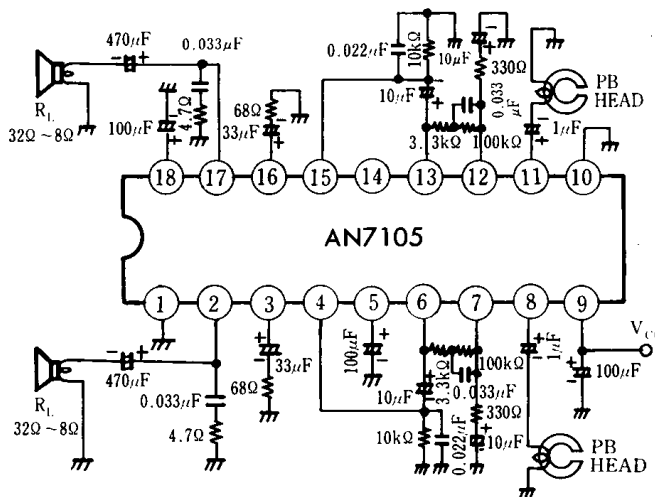 470μF
0.033μF
0.022μF
10kΩ
10μF
330Ω
PB
HEAD
R_L
32Ω ~8Ω
100μF
4.7Ω
68Ω
33μF
10μF
0.033
μF
1μF
3.3kΩ
100kΩ
18
17
16
15
14
13
12
11
10
AN7105
1
2
3
4
5
6
7
8
9
470μF
R_L
32Ω~8Ω
0.033μF
4.7Ω
33μF
68Ω
100μF
10μF
10kΩ
3.3kΩ
0.022μF
100kΩ
0.033μF
330Ω
10μF
1μF
100μF
PB
HEAD